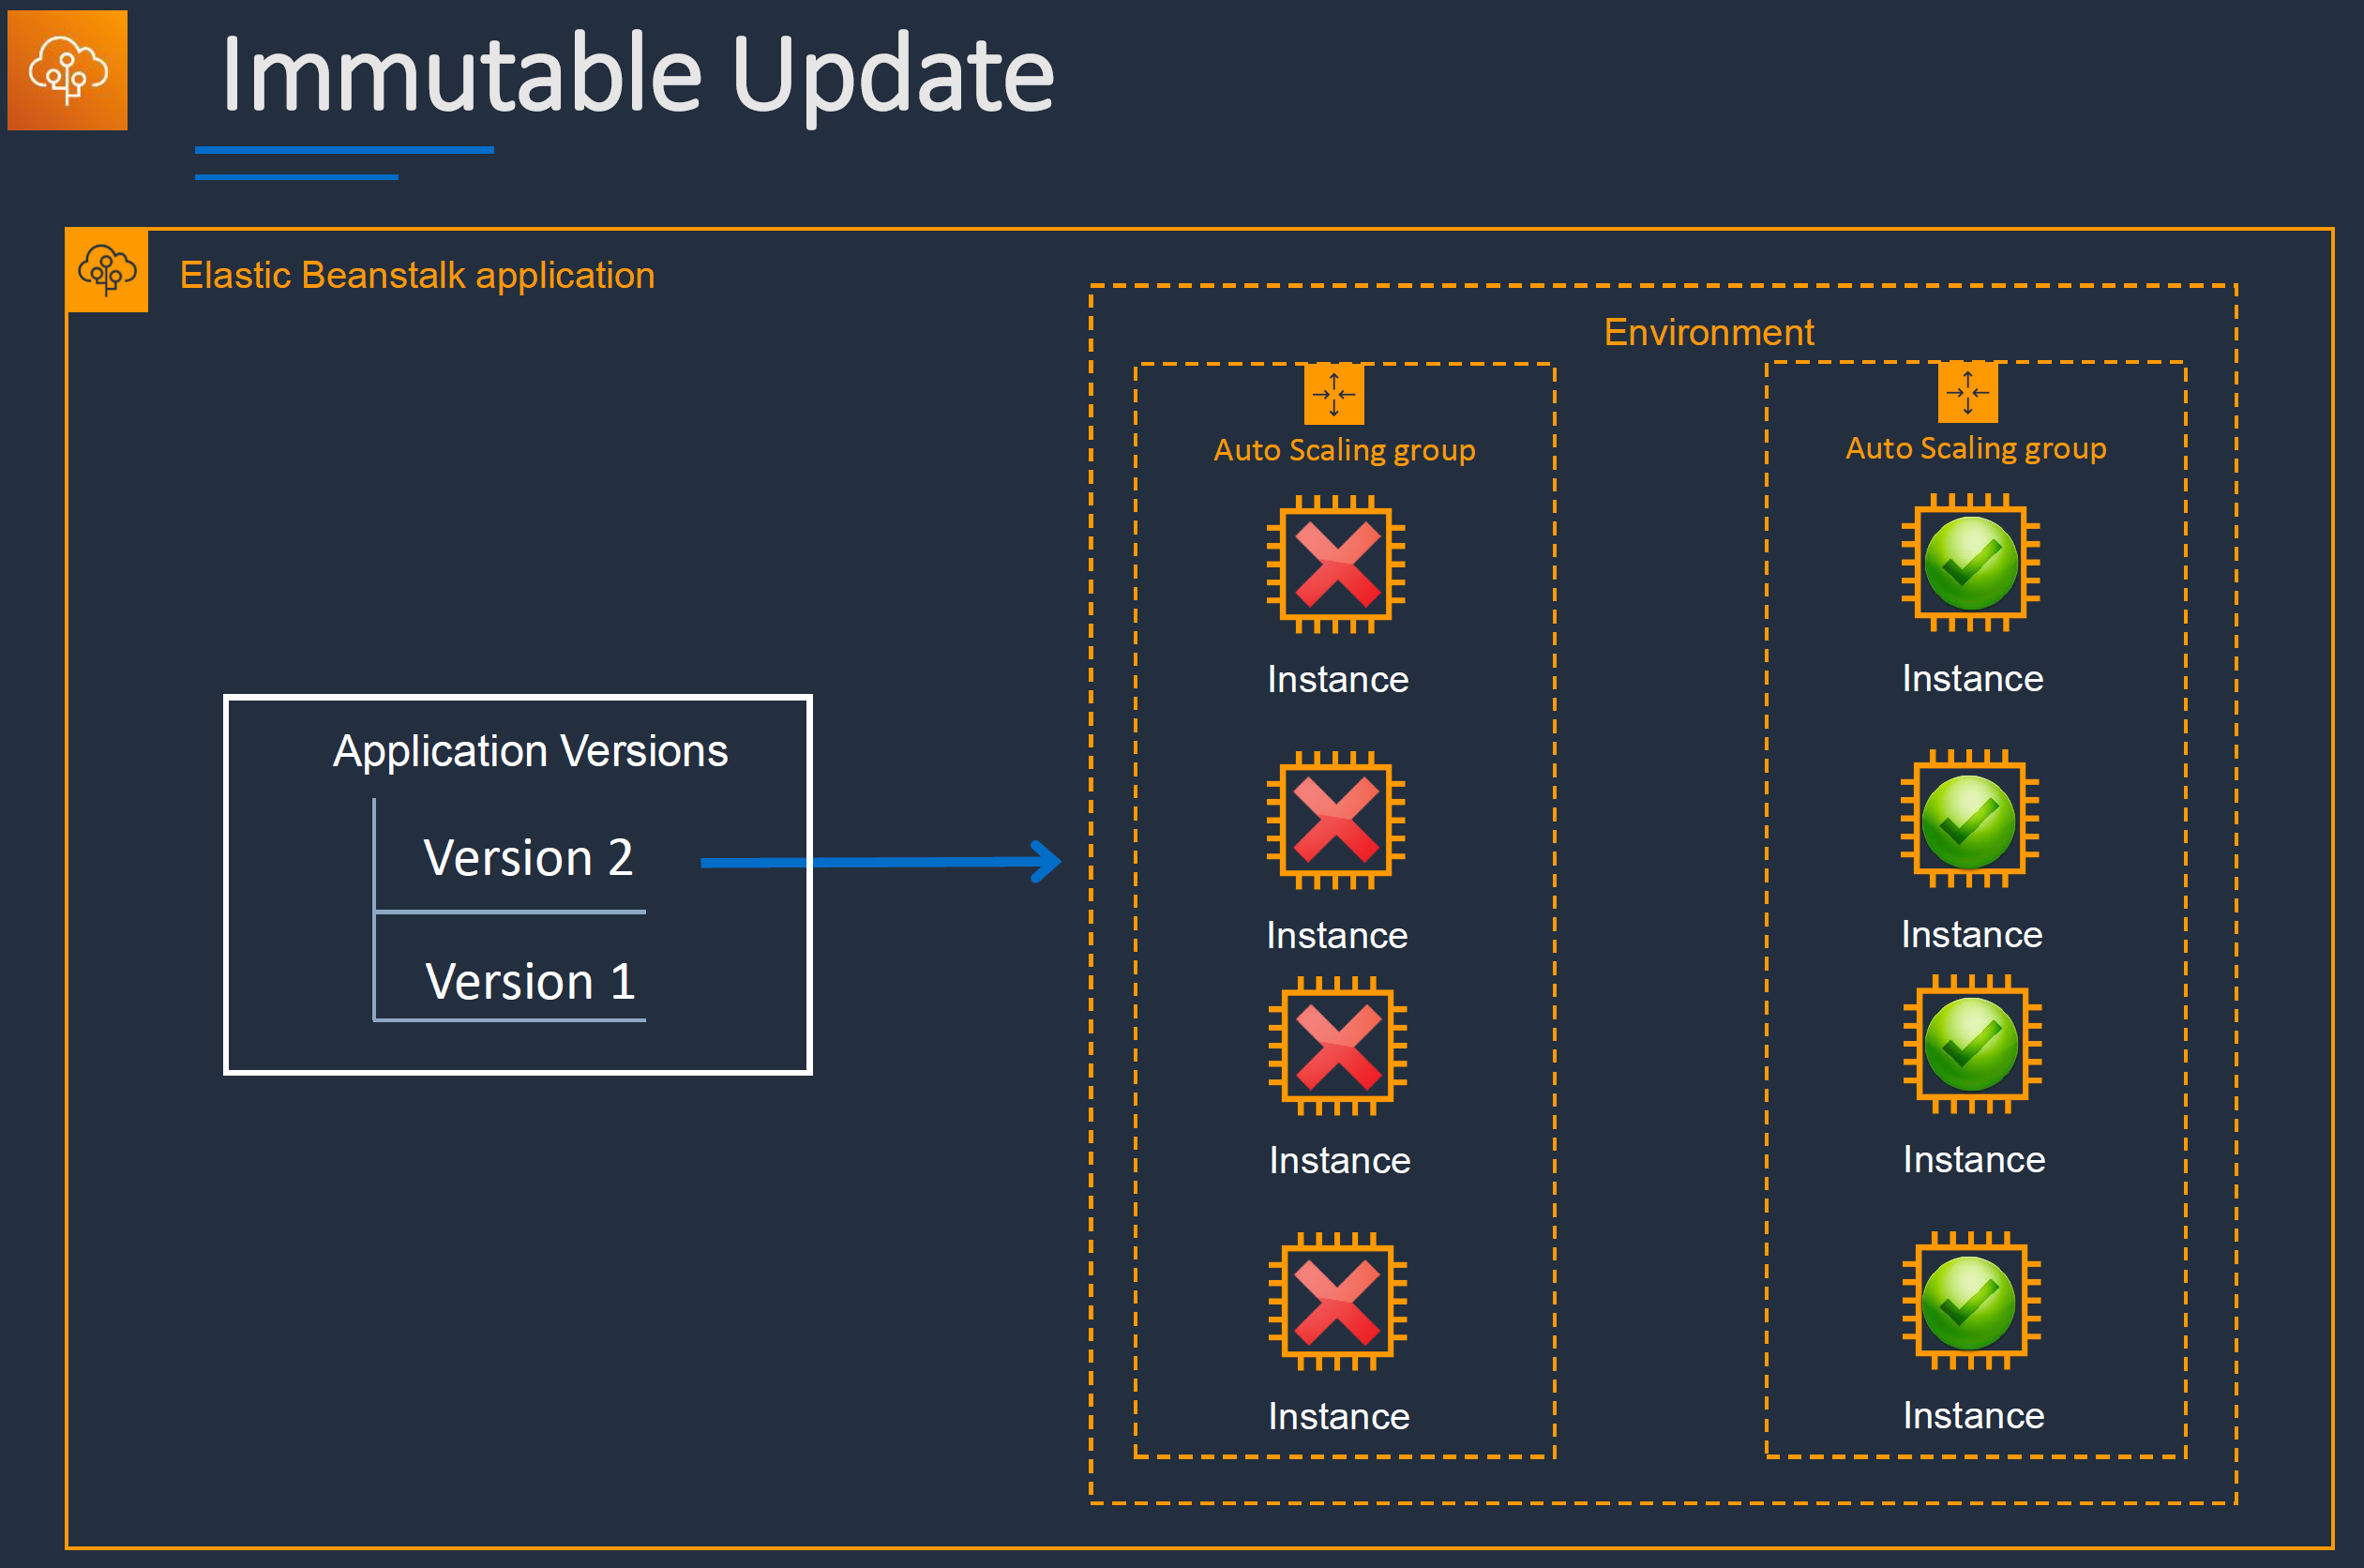 Immutable Update
Elastic Beanstalk application
Environment
Auto Scaling group
Auto Scaling group
Instance
Instance
Application Versions
Version 2
Version 1
Instance
Instance
Instance
Instance
Instance
Instance